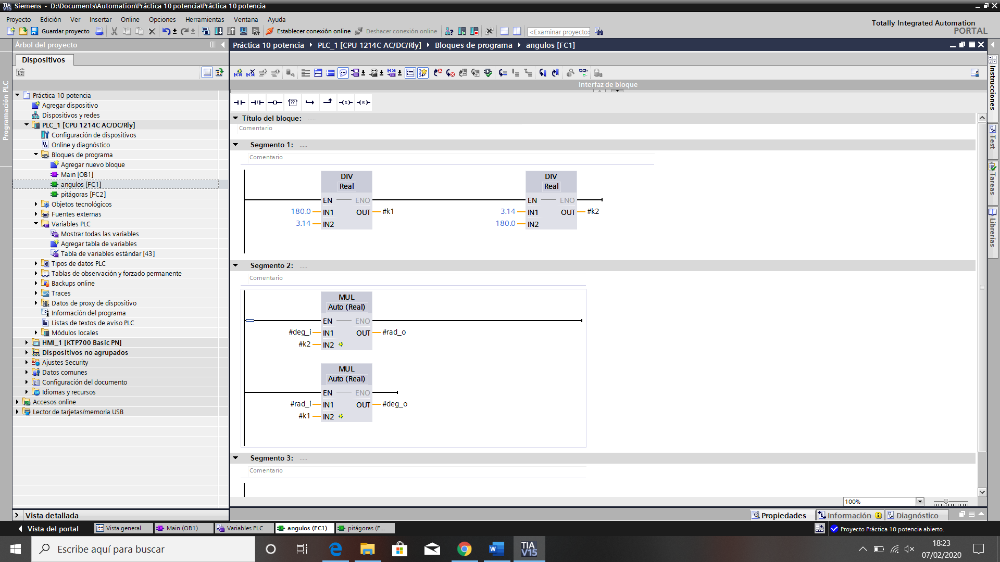 Siemens - D:\Documents\Automation\Práctica 10 potencia\Práctica 10 potencia
Proyecto Edición Ver Insertar Online Opciones Herramientas Ventana Ayuda
Totally Integrated Automation
PORTAL
Guardar proyecto Establecer conexión online Deshacer conexión online <Examinar proyecto>
Árbol del proyecto
Práctica 10 potencia PLC_1 [CPU 1214C AC/DC/Rly] Bloques de programa angulos [FC1]
Dispositivos
Programación PLC
Práctica 10 potencia
Agregar dispositivo
Dispositivos y redes
PLC_1 [CPU 1214C AC/DC/Rly]
Configuración de dispositivos
Online y diagnóstico
Bloques de programa
Agregar nuevo bloque
Main [OB1]
angulos [FC1]
pitágoras [FC2]
Objetos tecnológicos
Fuentes externas
Variables PLC
Mostrar todas las variables
Agregar tabla de variables
Tabla de variables estándar [43]
Tipos de datos PLC
Tablas de observación y forzado permanente
Backups online
Traces
Datos de proxy de dispositivo
Información del programa
Listas de textos de aviso PLC
Módulos locales
HMI_1 [KTP700 Basic PN]
Dispositivos no agrupados
Ajustes Security
Datos comunes
Configuración del documento
Idiomas y recursos
Accesos online
Lector de tarjetas/memoria USB
Vista detallada
Interfaz de bloque
??
S
R
Título del bloque: .....
Comentario
Segmento 1: .....
Comentario
DIV DIV
Real Real
EN ENO EN ENO
180.0 IN1 OUT #k1 3.14 IN1 OUT #k2
3.14 IN2 180.0 IN2
Segmento 2: .....
Comentario
MUL
Auto (Real)
EN ENO
#deg_i IN1 OUT #rad_o
#k2 IN2
MUL
Auto (Real)
EN ENO
#rad_i IN1 OUT #deg_o
#k1 IN2
Segmento 3: .....
Comentario
100%
Instrucciones
Test
Tareas
Librerías
Propiedades Información Diagnóstico
Vista del portal Vista general Main (OB1) Variables PLC angulos (FC1) pitágoras (F... Proyecto Práctica 10 potencia abierto.
Escribe aquí para buscar
TIA
V15
18:23
07/02/2020